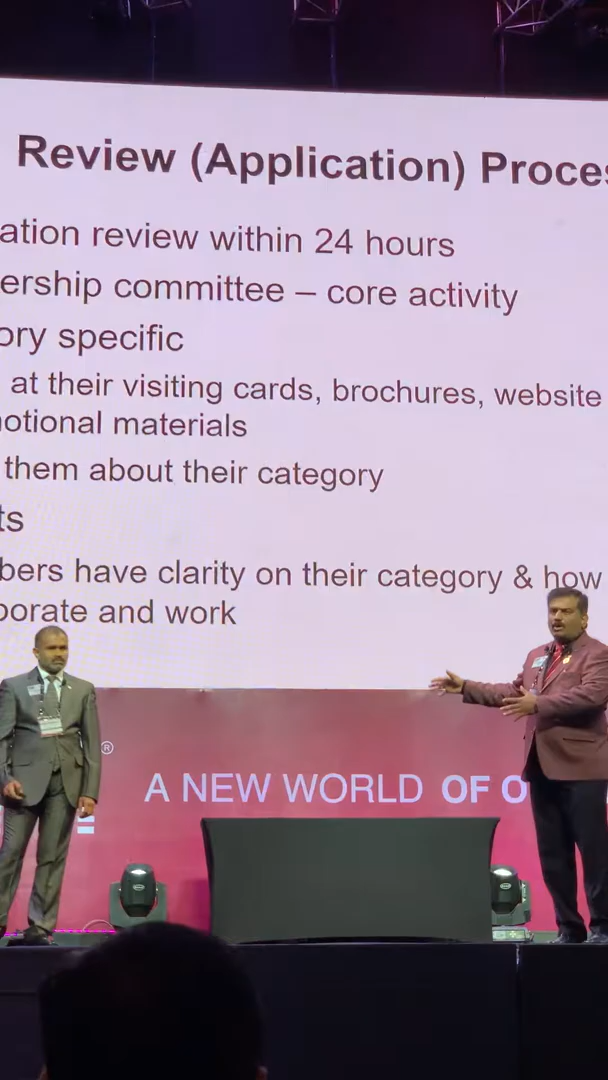 Review (Application) Proces
ation review within 24 hours
ership committee – core activity
ory specific
at their visiting cards, brochures, website
notional materials
them about their category
ts
bers have clarity on their category & how
porate and work
®
A NEW WORLD OF O